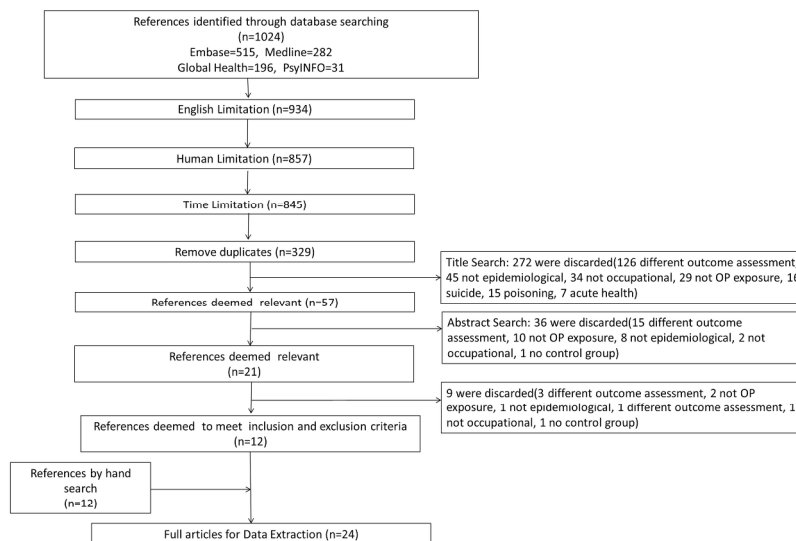 References identified through database searching
(n=1024)
Embase=515, Medline=282
Global Health=196, PsyINFO=31
English Limitation (n=934)
Human Limitation (n=857)
Time Limitation (n=845)
Remove duplicates (n=329)
Title Search: 272 were discarded(126 different outcome assessment,
45 not epidemiological, 34 not occupational, 29 not OP exposure, 16
suicide, 15 poisoning, 7 acute health)
References deemed relevant (n=57)
Abstract Search: 36 were discarded(15 different outcome
assessment, 10 not OP exposure, 8 not epidemiological, 2 not
occupational, 1 no control group)
References deemed relevant
(n=21)
9 were discarded(3 different outcome assessment, 2 not OP
exposure, 1 not epidemiological, 1 different outcome assessment, 1
not occupational, 1 no control group)
References deemed to meet inclusion and exclusion criteria
(n=12)
References by hand
search
(n=12)
Full articles for Data Extraction (n=24)